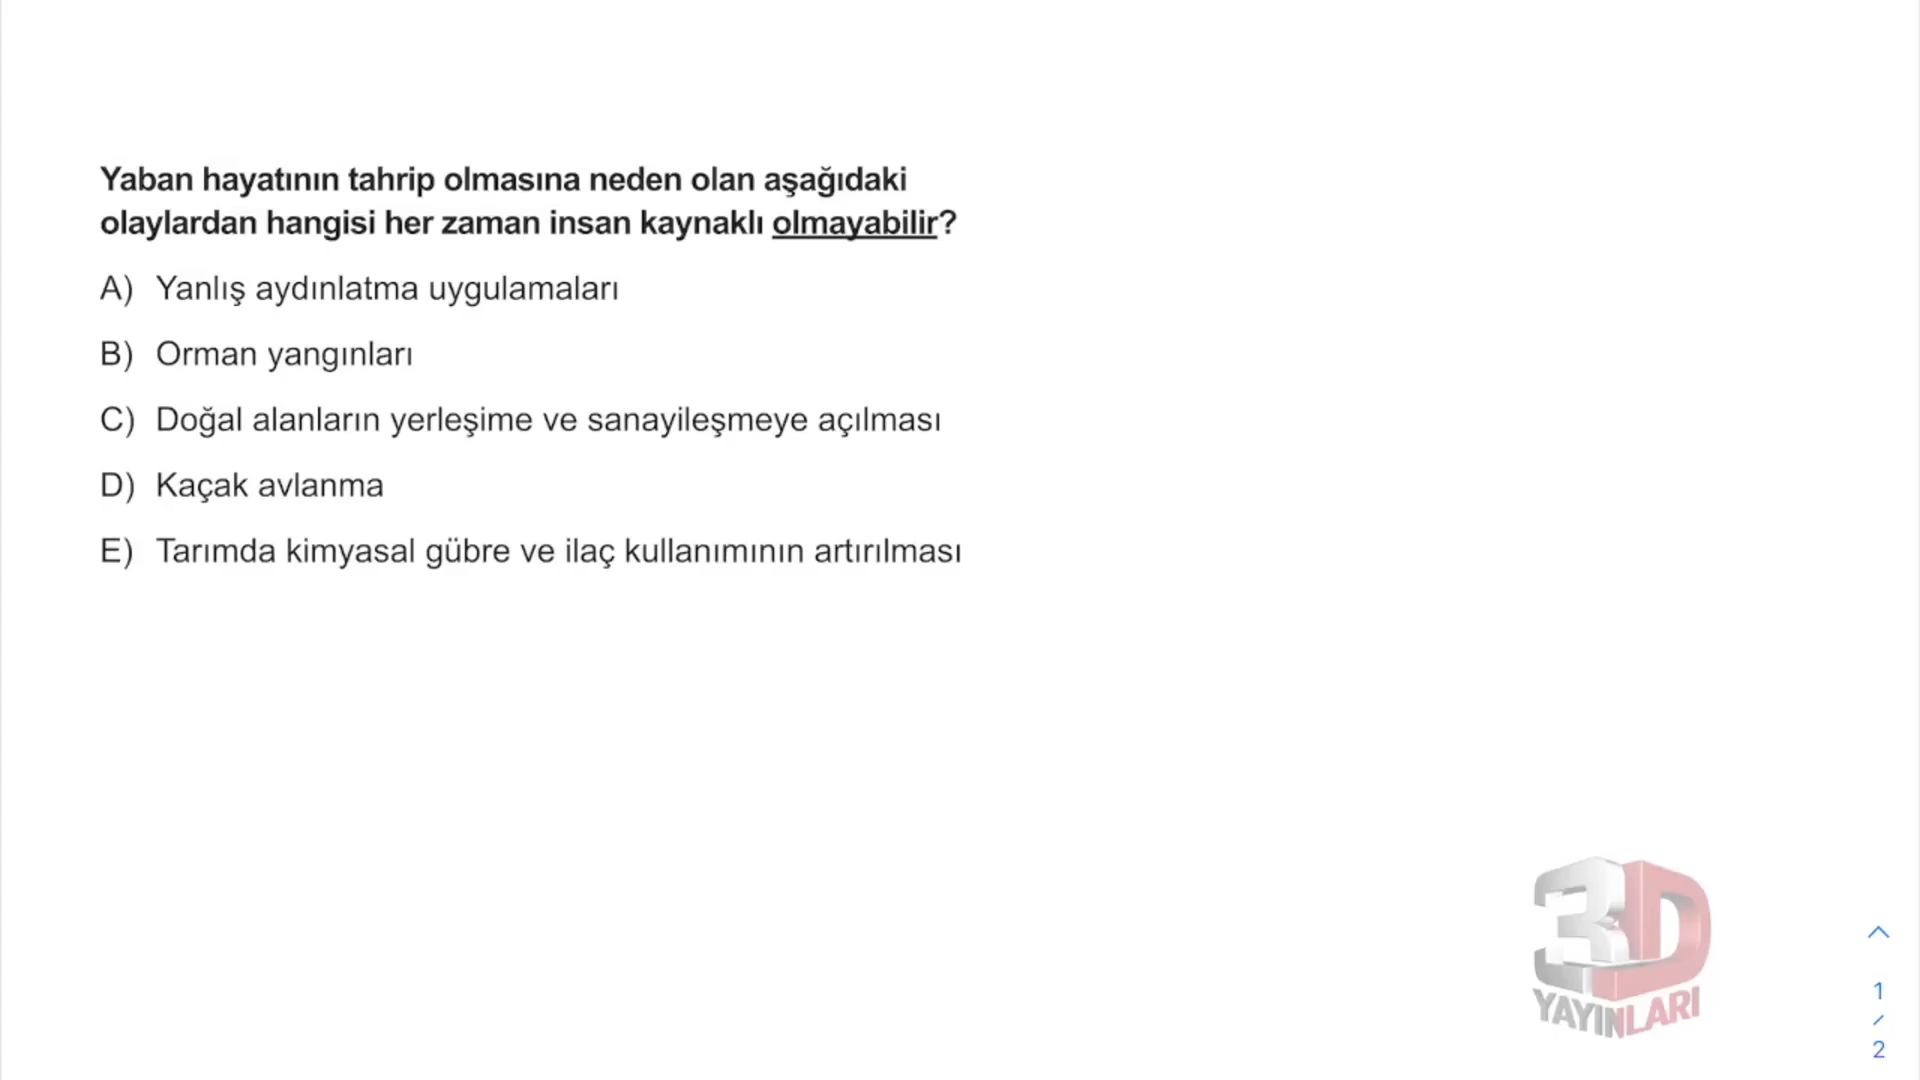 Yaban hayatının tahrip olmasına neden olan aşağıdaki
olaylardan hangisi her zaman insan kaynaklı olmayabilir?
A) Yanlış aydınlatma uygulamaları
B) Orman yangınları
C) Doğal alanların yerleşime ve sanayileşmeye açılması
D) Kaçak avlanma
E) Tarımda kimyasal gübre ve ilaç kullanımının artırılması
3D
YAYINLARI
1
/
2